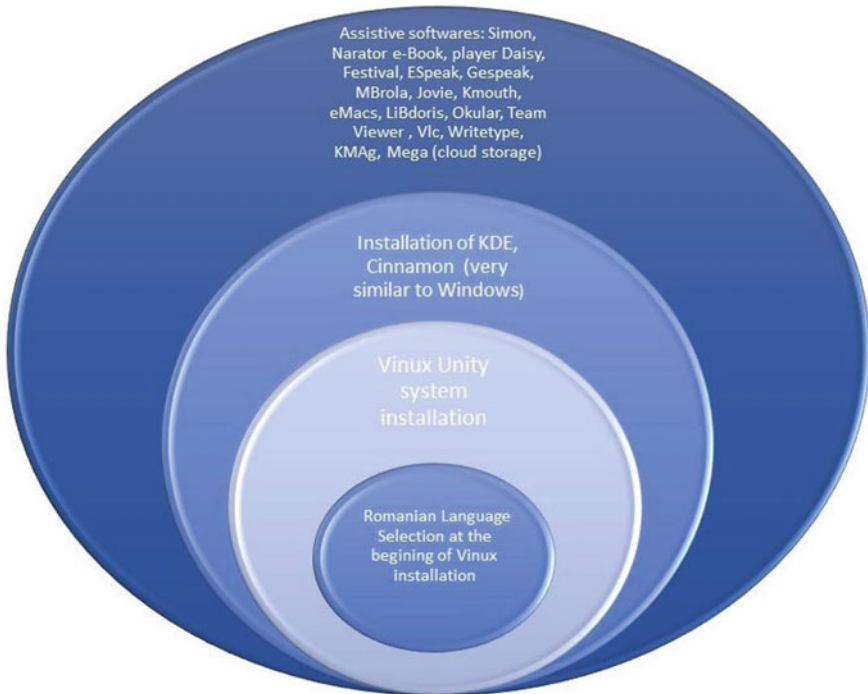 Assistive softwares: Simon,
Narator e-Book, player Daisy,
Festival, ESpeak, Gespeak,
MBrola, Jovie, Kmouth,
eMacs, LiBdoris, Okular, Team
Viewer , Vlc, Writetype,
KMAg, Mega (cloud storage)
Installation of KDE,
Cinnamon (very
similar to Windows)
Vinux Unity
system
installation
Romanian Language
Selection at the
begining of Vinux
installation